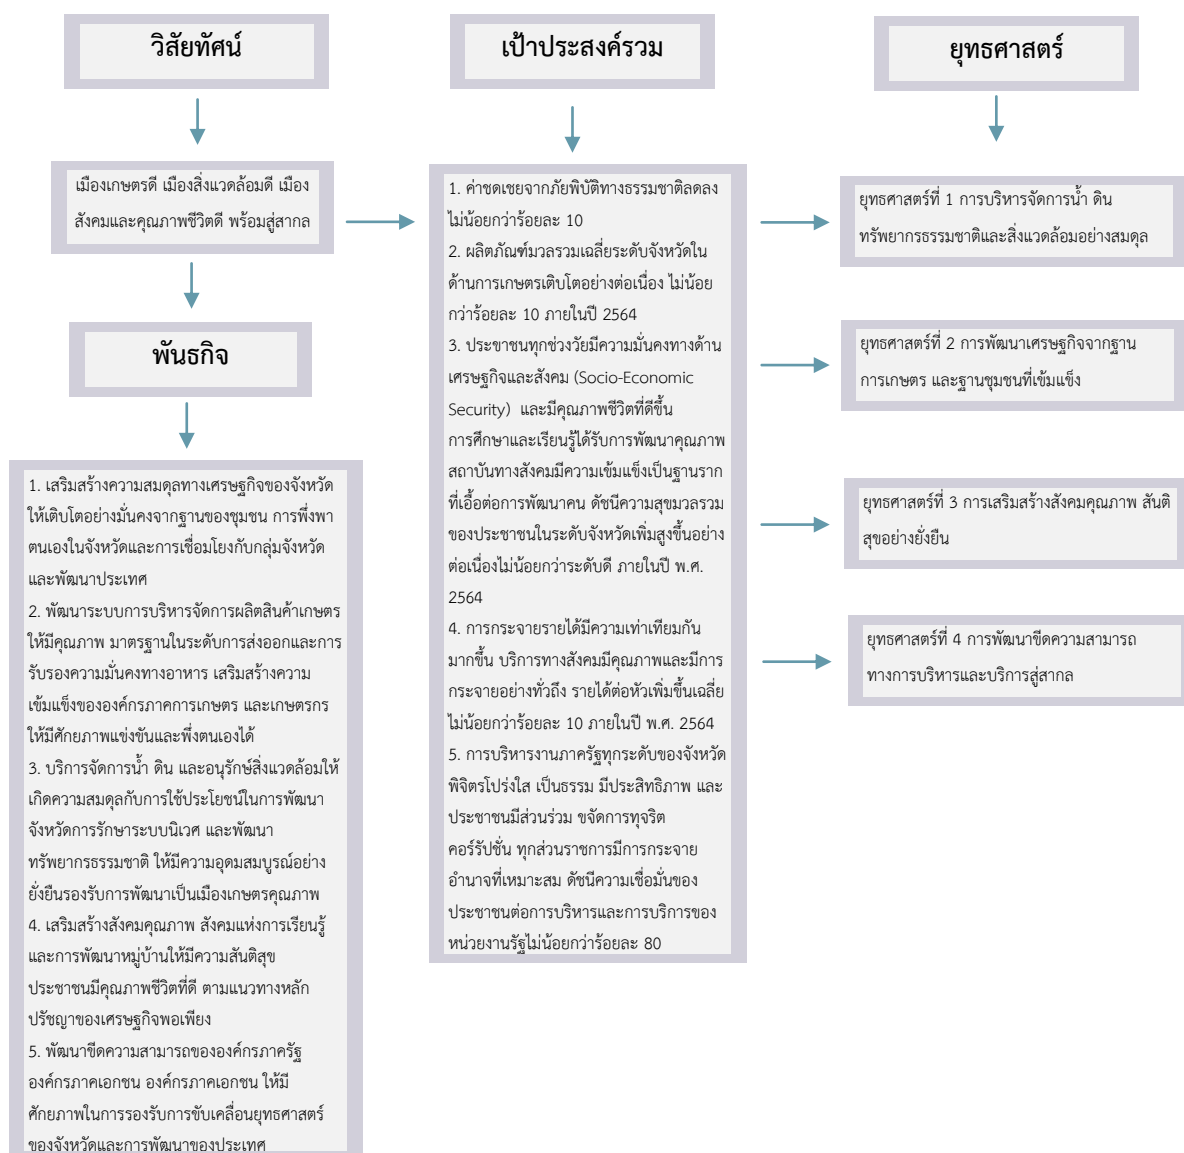 วิสัยทัศน์
เมืองเกษตรดี เมืองสิ่งแวดล้อมดี เมือง
สังคมและคุณภาพชีวิตดี พร้อมสู่สากล
พันธกิจ
1. เสริมสร้างความสมดุลทางเศรษฐกิจของจังหวัด
ให้เติบโตอย่างมั่นคงจากฐานของชุมชน การพึ่งพา
ตนเองในจังหวัดและการเชื่อมโยงกับกลุ่มจังหวัด
และพัฒนาประเทศ
2. พัฒนาระบบการบริหารจัดการผลิตสินค้าเกษตร
ให้มีคุณภาพ มาตรฐานในระดับการส่งออกและการ
รับรองความมั่นคงทางอาหาร เสริมสร้างความ
เข้มแข็งขององค์กรภาคการเกษตร และเกษตรกร
ให้มีศักยภาพแข่งขันและพึ่งตนเองได้
3. บริการจัดการน้ำ ดิน และอนุรักษ์สิ่งแวดล้อมให้
เกิดความสมดุลกับการใช้ประโยชน์ในการพัฒนา
จังหวัดการรักษาระบบนิเวศ และพัฒนา
ทรัพยากรธรรมชาติ ให้มีความอุดมสมบูรณ์อย่าง
ยั่งยืนรองรับการพัฒนาเป็นเมืองเกษตรคุณภาพ
4. เสริมสร้างสังคมคุณภาพ สังคมแห่งการเรียนรู้
และการพัฒนาหมู่บ้านให้มีความสันติสุข
ประชาชนมีคุณภาพชีวิตที่ดี ตามแนวทางหลัก
ปรัชญาของเศรษฐกิจพอเพียง
5. พัฒนาขีดความสามารถขององค์กรภาครัฐ
องค์กรภาคเอกชน องค์กรภาคเอกชน ให้มี
ศักยภาพในการรองรับการขับเคลื่อนยุทธศาสตร์
ของจังหวัดและการพัฒนาของประเทศ
เป้าประสงค์รวม
1. ค่าชดเชยจากภัยพิบัติทางธรรมชาติลดลง
ไม่น้อยกว่าร้อยละ 10
2. ผลิตภัณฑ์มวลรวมเฉลี่ยระดับจังหวัดใน
ด้านการเกษตรเติบโตอย่างต่อเนื่อง ไม่น้อย
กว่าร้อยละ 10 ภายในปี 2564
3. ประขาชนทุกช่วงวัยมีความมั่นคงทางด้าน
เศรษฐกิจและสังคม (Socio-Economic
Security) และมีคุณภาพชีวิตที่ดีขึ้น
การศึกษาและเรียนรู้ได้รับการพัฒนาคุณภาพ
สถาบันทางสังคมมีความเข้มแข็งเป็นฐานราก
ที่เอื้อต่อการพัฒนาคน ดัชนีความสุขมวลรวม
ของประชาชนในระดับจังหวัดเพิ่มสูงขึ้นอย่าง
ต่อเนื่องไม่น้อยกว่าระดับดี ภายในปี พ.ศ.
2564
4. การกระจายรายได้มีความเท่าเทียมกัน
มากขึ้น บริการทางสังคมมีคุณภาพและมีการ
กระจายอย่างทั่วถึง รายได้ต่อหัวเพิ่มขึ้นเฉลี่ย
ไม่น้อยกว่าร้อยละ 10 ภายในปี พ.ศ. 2564
5. การบริหารงานภาครัฐทุกระดับของจังหวัด
พิจิตรโปร่งใส เป็นธรรม มีประสิทธิภาพ และ
ประชาชนมีส่วนร่วม ขจัดการทุจริต
คอร์รัปชั่น ทุกส่วนราชการมีการกระจาย
อำนาจที่เหมาะสม ดัชนีความเชื่อมั่นของ
ประชาชนต่อการบริหารและการบริการของ
หน่วยงานรัฐไม่น้อยกว่าร้อยละ 80
ยุทธศาสตร์
ยุทธศาสตร์ที่ 1 การบริหารจัดการน้ำ ดิน
ทรัพยากรธรรมชาติและสิ่งแวดล้อมอย่างสมดุล
ยุทธศาสตร์ที่ 2 การพัฒนาเศรษฐกิจจากฐาน
การเกษตร และฐานชุมชนที่เข้มแข็ง
ยุทธศาสตร์ที่ 3 การเสริมสร้างสังคมคุณภาพ สันติ
สุขอย่างยั่งยืน
ยุทธศาสตร์ที่ 4 การพัฒนาขีดความสามารถ
ทางการบริหารและบริการสู่สากล